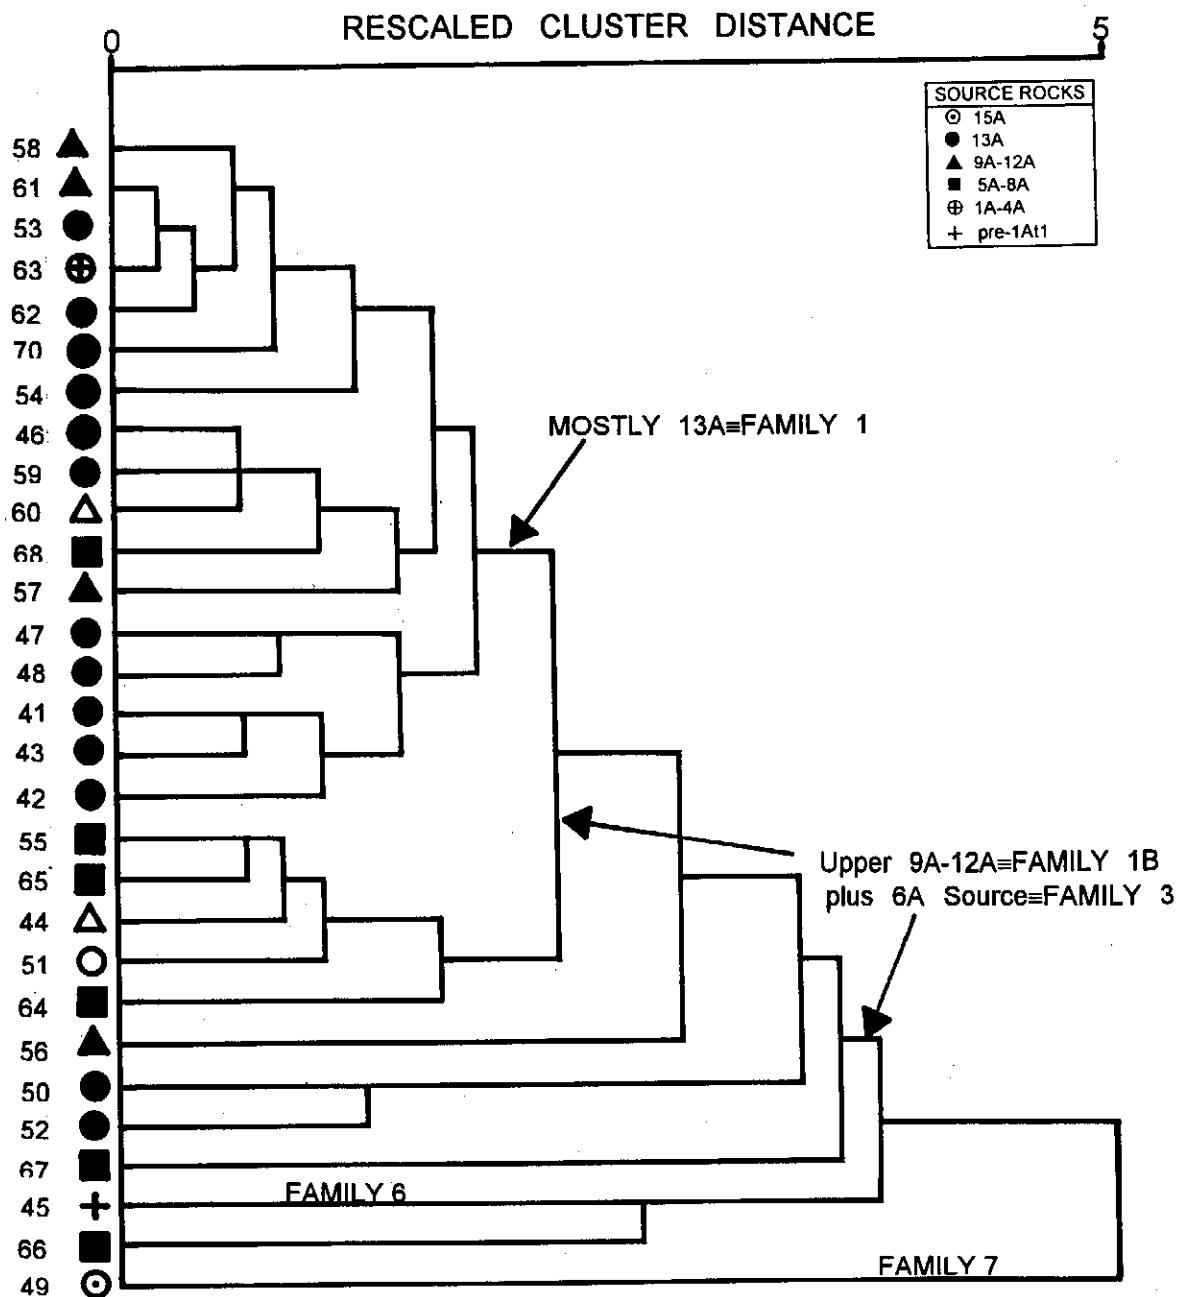 RESCALED CLUSTER DISTANCE
0
5
SOURCE ROCKS
15A
13A
9A-12A
5A-8A
1A-4A
pre-1At1
58
61
53
63
62
70
54
46
59
60
68
57
47
48
41
43
42
55
65
44
51
64
56
50
52
67
45
66
49
MOSTLY 13A≡FAMILY 1
Upper 9A-12A≡FAMILY 1B
plus 6A Source≡FAMILY 3
FAMILY 6
FAMILY 7